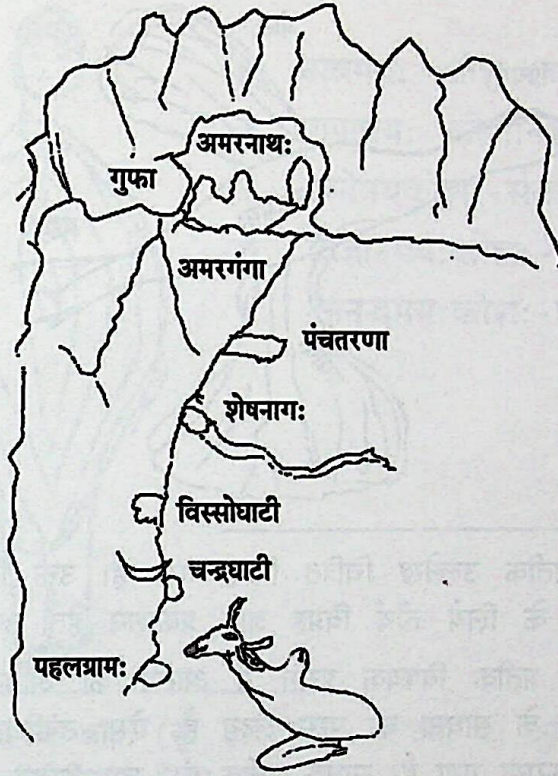 अमरनाथः
गुफा
अमरगंगा
पंचतरणा
शेषनागः
विस्सोघाटी
चन्द्रघाटी
पहलग्रामः